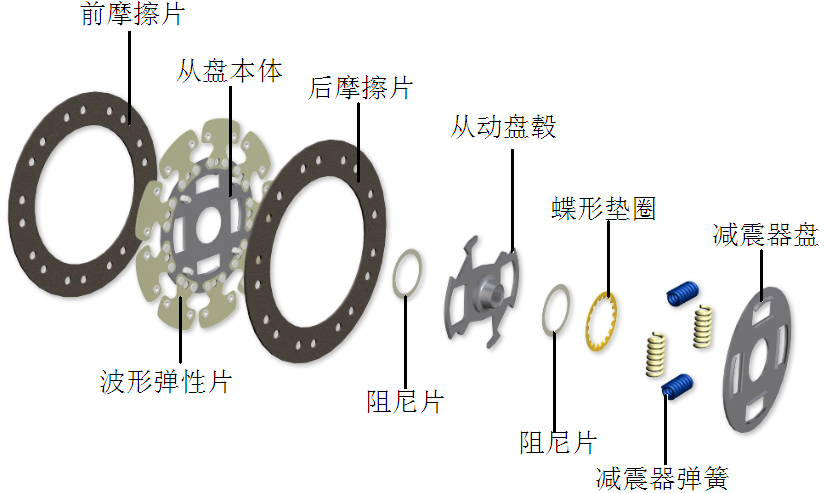 前摩擦片
从盘本体
后摩擦片
从动盘毂
蝶形垫圈
减震器盘
波形弹性片
阻尼片
阻尼片
减震器弹簧